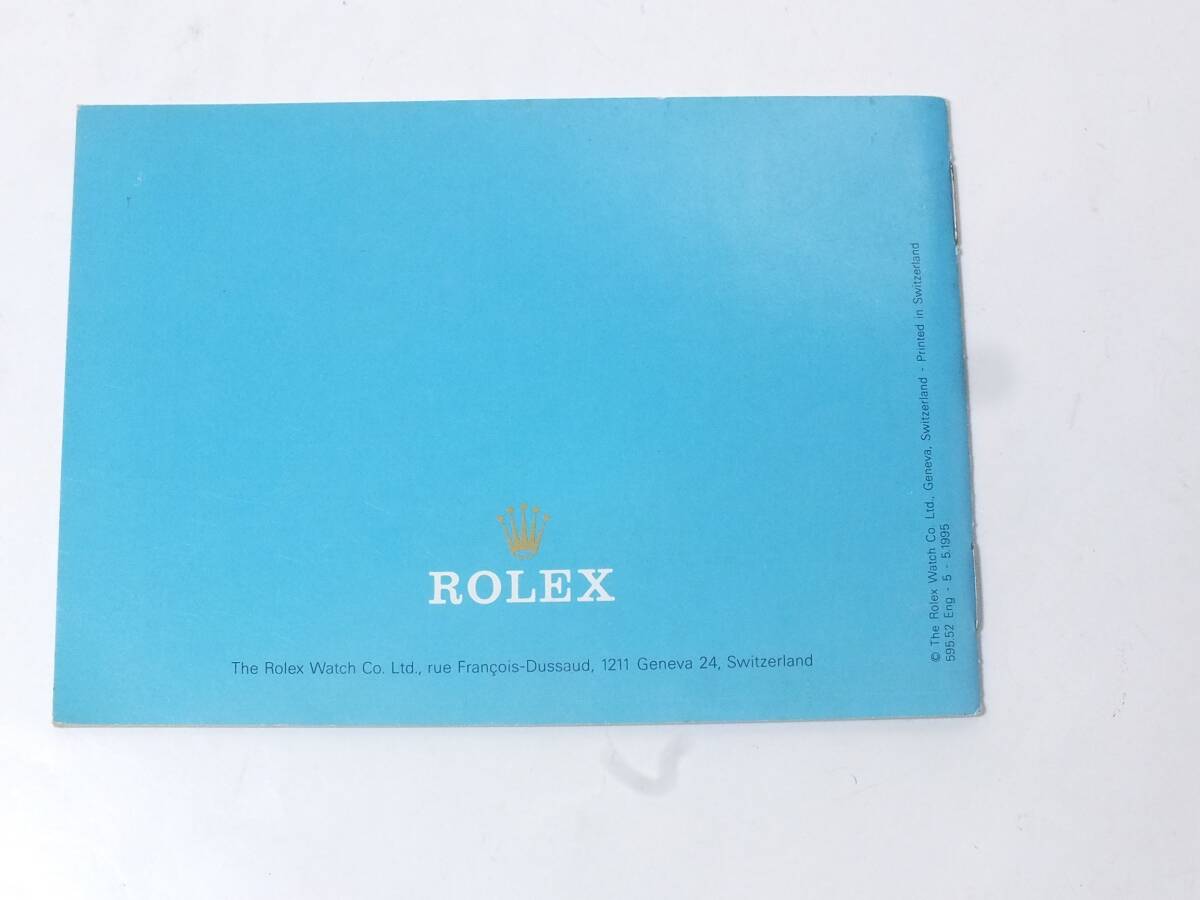 ROLEX
The Rolex Watch Co. Ltd., rue François-Dussaud, 1211 Geneva 24, Switzerland
© The Rolex Watch Co. Ltd., Geneva, Switzerland - Printed in Switzerland
595.52 Eng - 5 - 5.1995